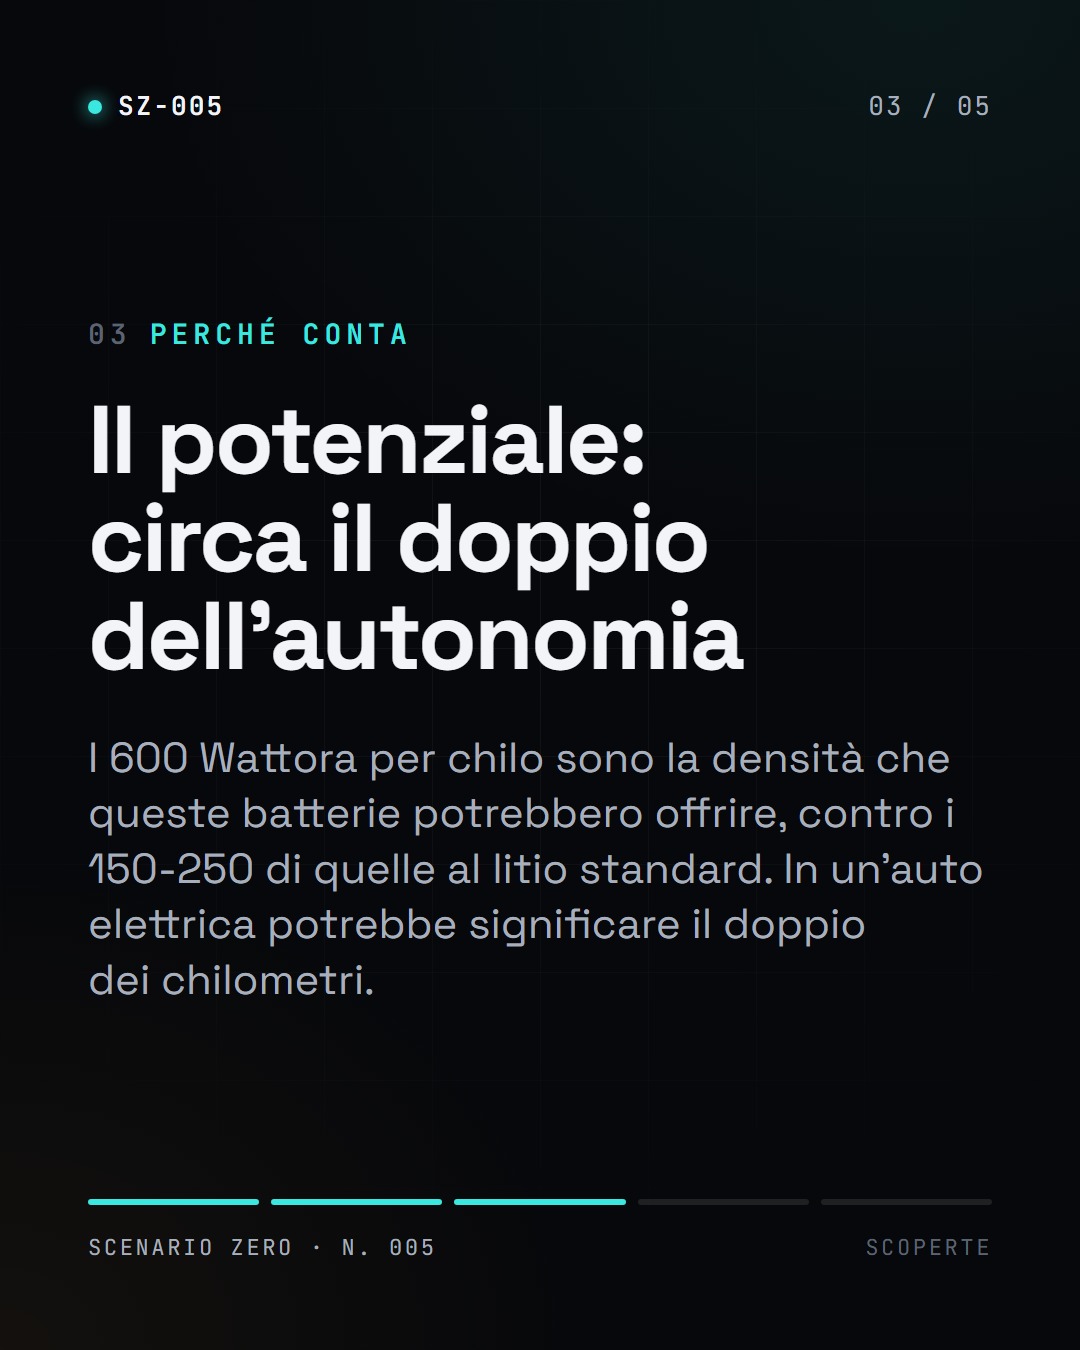 SZ-005
03 / 05
03 PERCHÉ CONTA
Il potenziale:
circa il doppio
dell’autonomia
I 600 Wattora per chilo sono la densità che
queste batterie potrebbero offrire, contro i
150-250 di quelle al litio standard. In un’auto
elettrica potrebbe significare il doppio
dei chilometri.
SCENARIO ZERO · N. 005
SCOPERTE